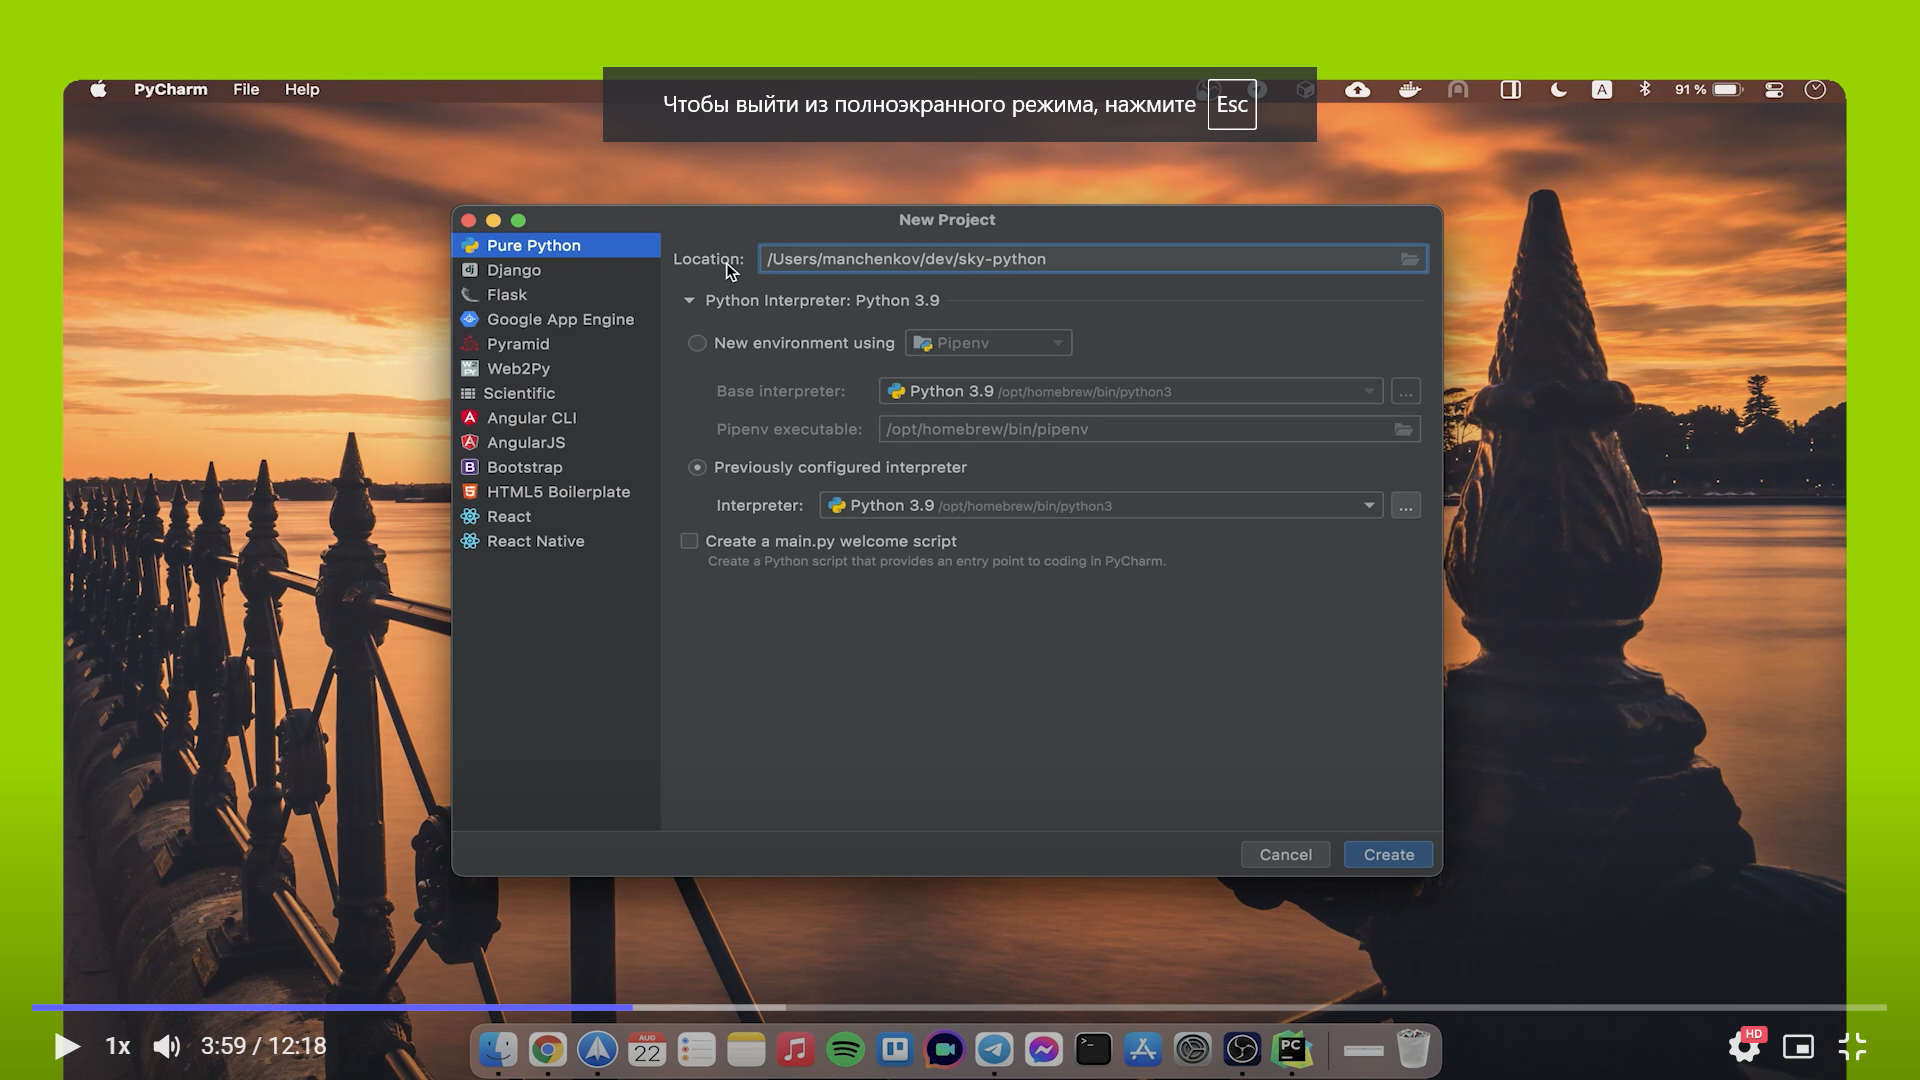 PyCharm File Help
Чтобы выйти из полноэкранного режима, нажмите Esc
A 91 %
New Project
Pure Python
Django
Flask
Google App Engine
Pyramid
Web2Py
Scientific
Angular CLI
AngularJS
Bootstrap
HTML5 Boilerplate
React
React Native
Location: /Users/manchenkov/dev/sky-python
Python Interpreter: Python 3.9
New environment using Pipenv
Base interpreter: Python 3.9 /opt/homebrew/bin/python3 ...
Pipenv executable: /opt/homebrew/bin/pipenv
Previously configured interpreter
Interpreter: Python 3.9 /opt/homebrew/bin/python3 ...
Create a main.py welcome script
Create a Python script that provides an entry point to coding in PyCharm.
Cancel Create
1x 3:59 / 12:18
AUG
22
PC
HD